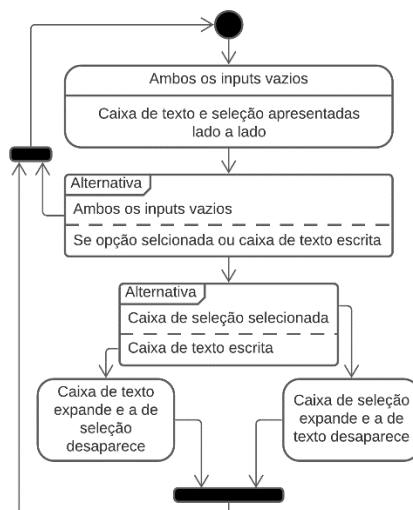 Ambos os inputs vazios
Caixa de texto e seleção apresentadas
lado a lado
Alternativa
Ambos os inputs vazios
Se opção selcionada ou caixa de texto escrita
Alternativa
Caixa de seleção selecionada
Caixa de texto escrita
Caixa de texto
expande e a de
seleção
desaparece
Caixa de seleção
expande e a de
texto desaparece